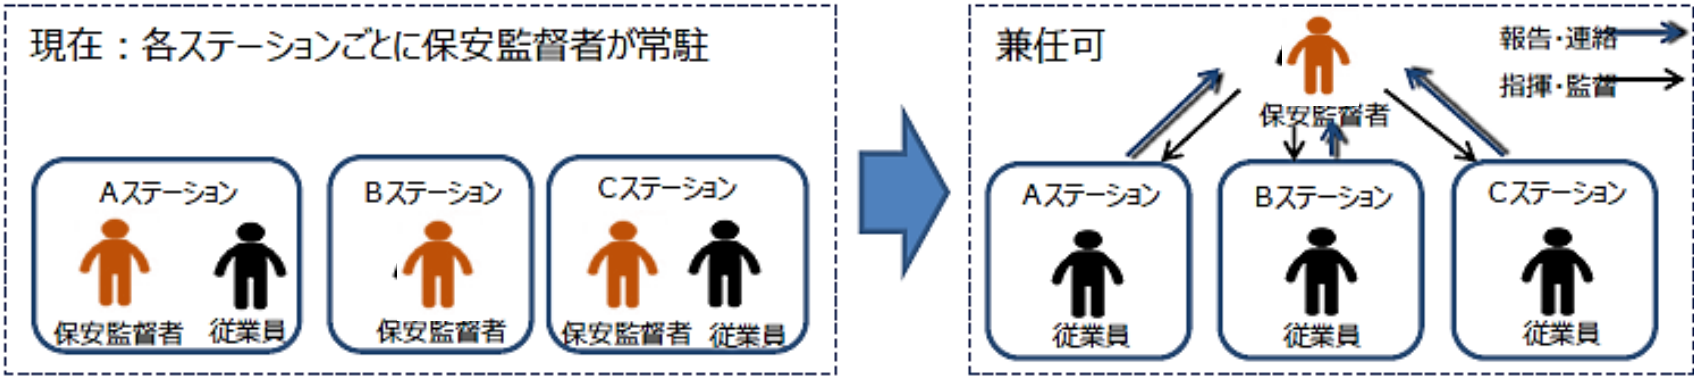 現在：各ステーションごとに保安監督者が常駐
Aステーション
保安監督者 従業員
Bステーション
保安監督者
Cステーション
保安監督者 従業員
兼任可
報告・連絡
指揮・監督
保安監督者
Aステーション
従業員
Bステーション
従業員
Cステーション
従業員